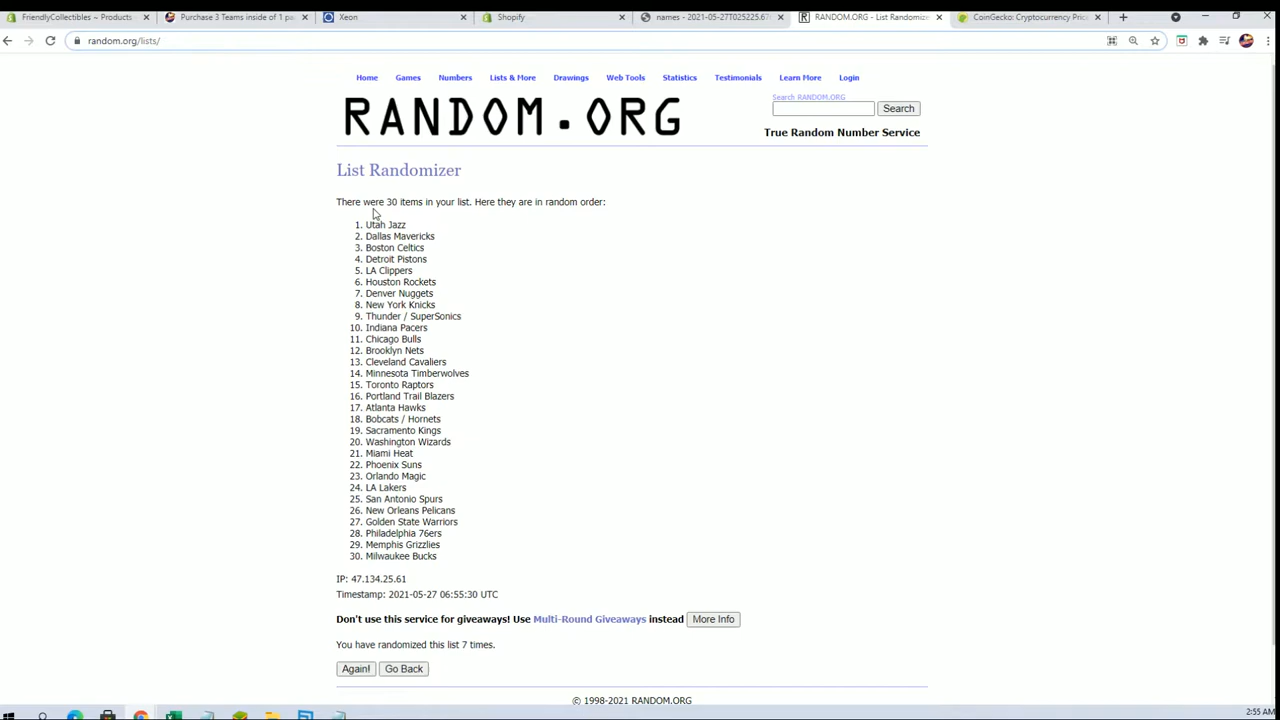 FriendlyCollectibles ~ Products
Purchase 3 Teams inside of 1 pa
Xeon
Shopify
names - 2021-05-27T025225.67
RANDOM.ORG - List Randomize
CoinGecko: Cryptocurrency Price
random.org/lists/
Home Games Numbers Lists & More Drawings Web Tools Statistics Testimonials Learn More Login
Search RANDOM.ORG
RANDOM.ORG
Search
True Random Number Service
List Randomizer
There were 30 items in your list. Here they are in random order:
1. Utah Jazz
2. Dallas Mavericks
3. Boston Celtics
4. Detroit Pistons
5. LA Clippers
6. Houston Rockets
7. Denver Nuggets
8. New York Knicks
9. Thunder / SuperSonics
10. Indiana Pacers
11. Chicago Bulls
12. Brooklyn Nets
13. Cleveland Cavaliers
14. Minnesota Timberwolves
15. Toronto Raptors
16. Portland Trail Blazers
17. Atlanta Hawks
18. Bobcats / Hornets
19. Sacramento Kings
20. Washington Wizards
21. Miami Heat
22. Phoenix Suns
23. Orlando Magic
24. LA Lakers
25. San Antonio Spurs
26. New Orleans Pelicans
27. Golden State Warriors
28. Philadelphia 76ers
29. Memphis Grizzlies
30. Milwaukee Bucks
IP: 47.134.25.61
Timestamp: 2021-05-27 06:55:30 UTC
Don't use this service for giveaways! Use Multi-Round Giveaways instead More Info
You have randomized this list 7 times.
Again! Go Back
© 1998-2021 RANDOM.ORG
2:55 AM